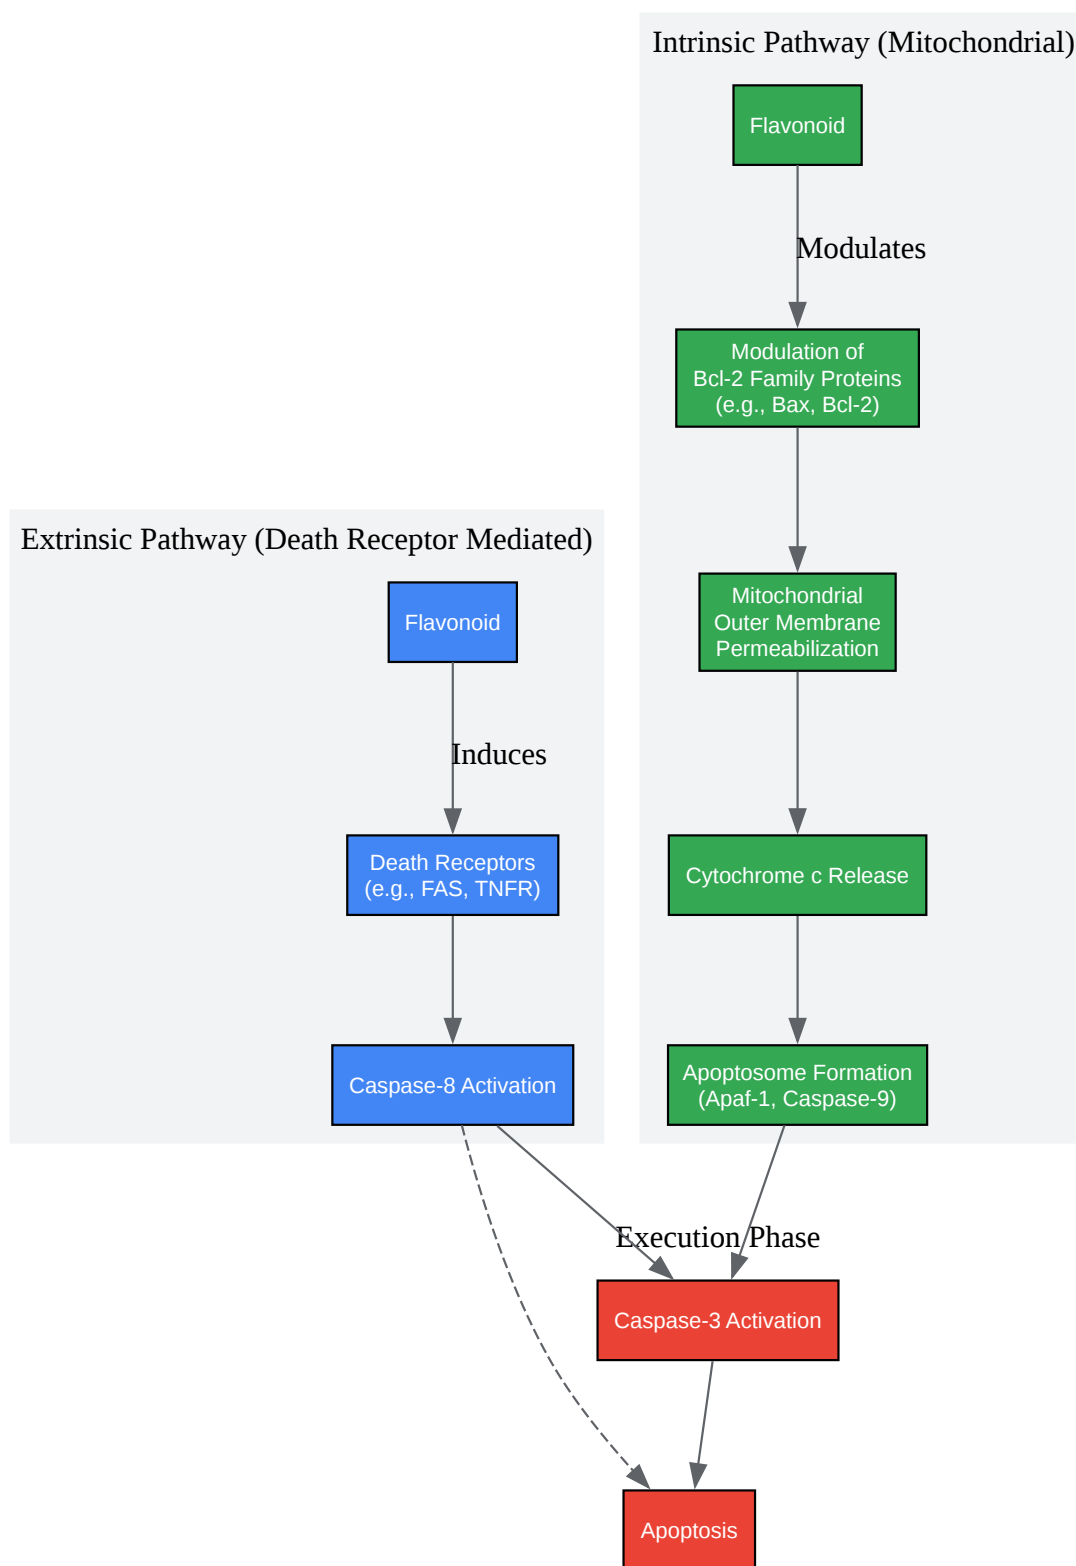 Intrinsic Pathway (Mitochondrial)
Flavonoid
Modulates
Modulation of
Bcl-2 Family Proteins
(e.g., Bax, Bcl-2)
Mitochondrial
Outer Membrane
Permeabilization
Cytochrome c Release
Apoptosome Formation
(Apaf-1, Caspase-9)
Extrinsic Pathway (Death Receptor Mediated)
Flavonoid
Induces
Death Receptors
(e.g., FAS, TNFR)
Caspase-8 Activation
Execution Phase
Caspase-3 Activation
Apoptosis